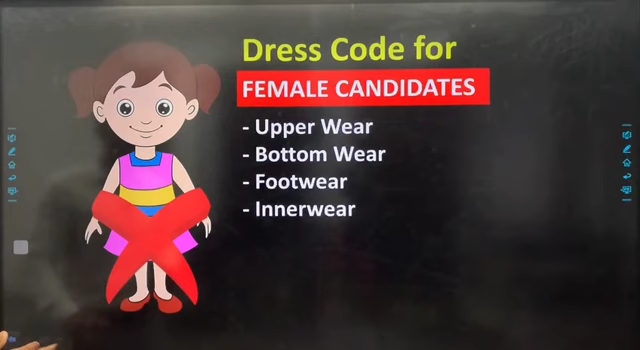 Dress Code for
FEMALE CANDIDATES
- Upper Wear
- Bottom Wear
- Footwear
- Innerwear